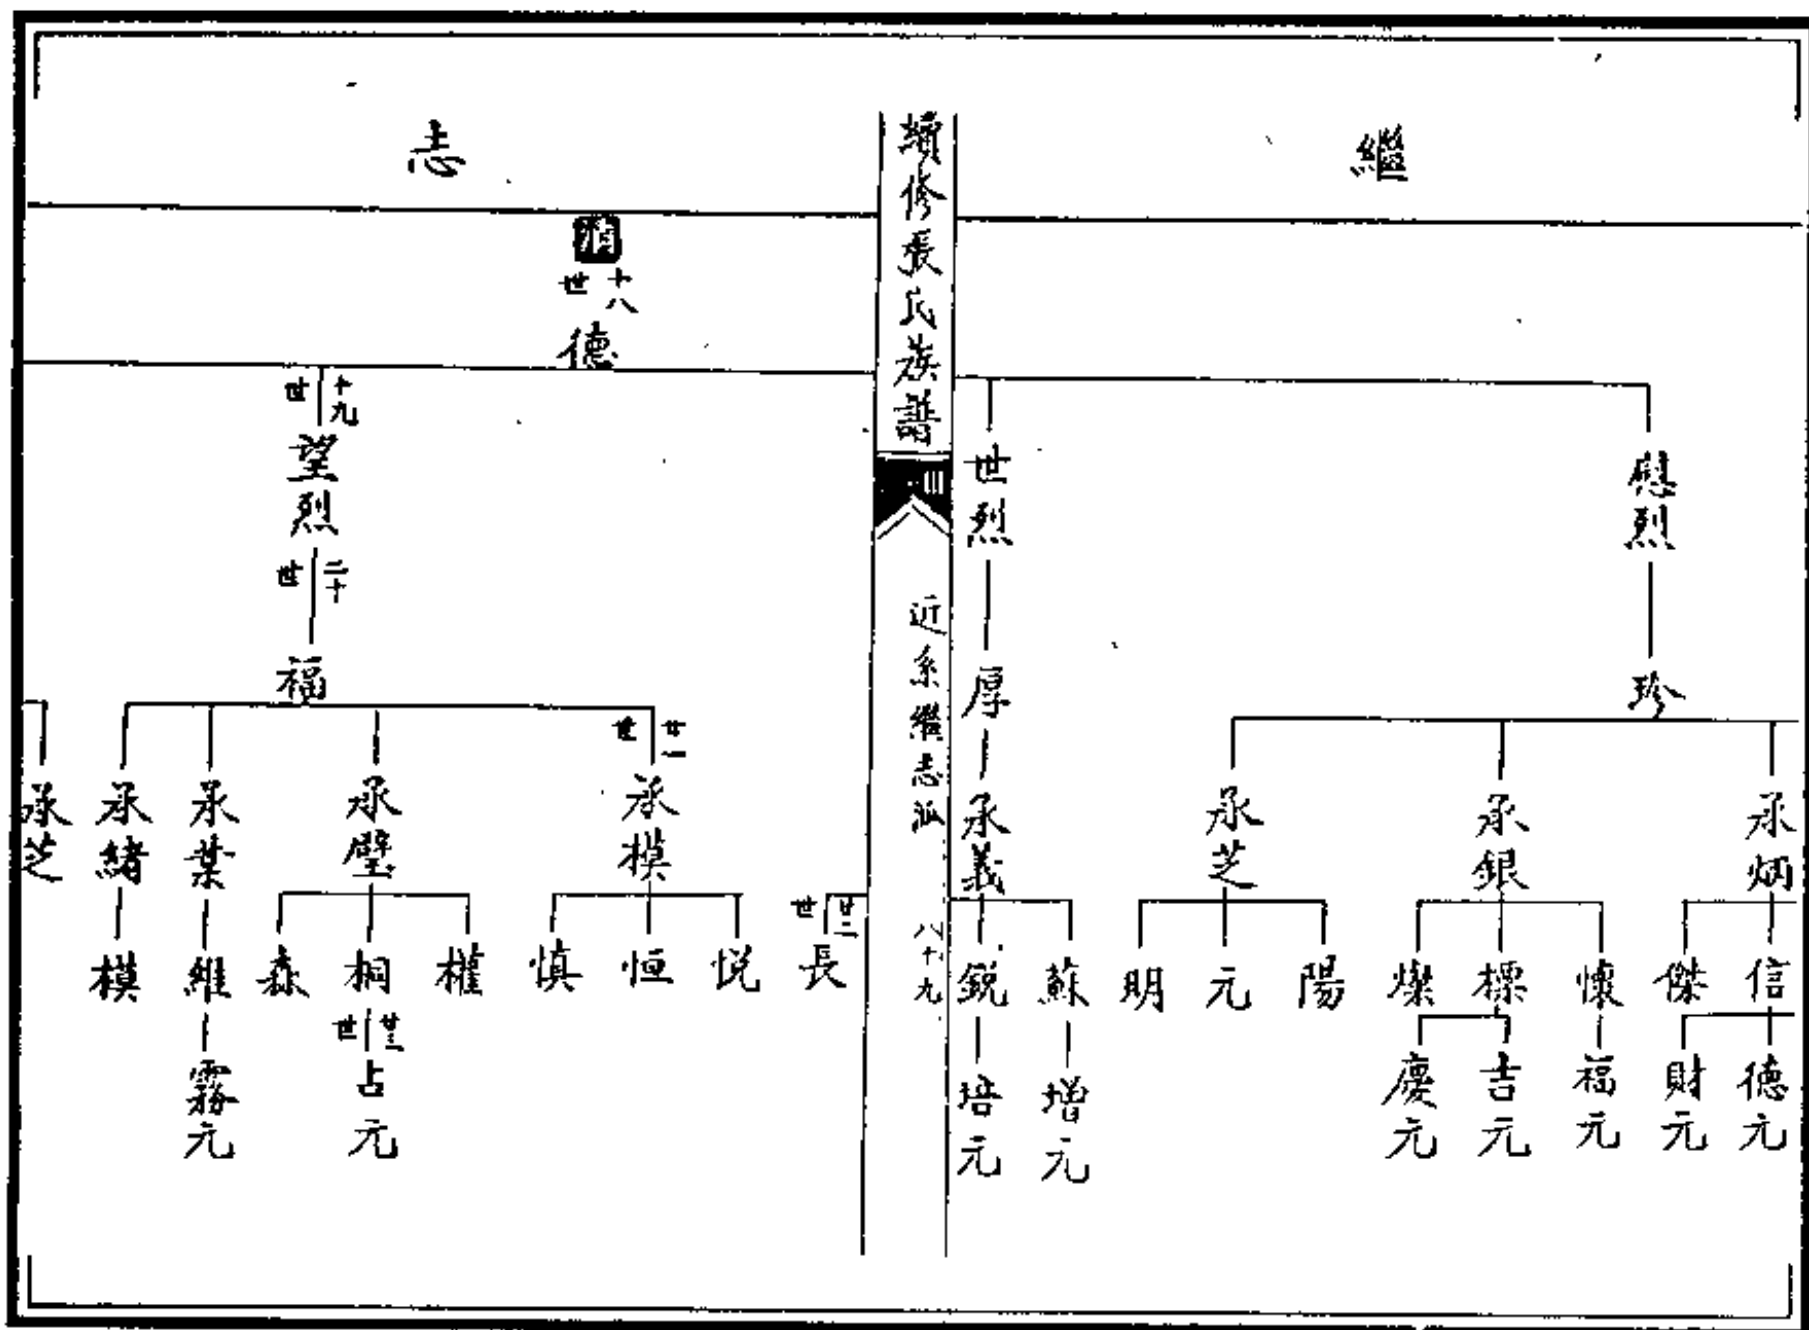 繼
慰烈
珍
承炳
信
德元
傑
財元
承銀
懷
福元
標
吉元
慶元
燦
承芝
陽
元
明
世烈
厚
承義
蘇
增元
銳
培元
續修張氏族譜
近系繼志派
八十九
志
十八世
德
十九世
望烈
二十世
福
廿一世
承模
廿二世
長
悦
恒
慎
承璧
權
桐
廿三世
占元
森
承業
維
霧元
承緒
模
承芝